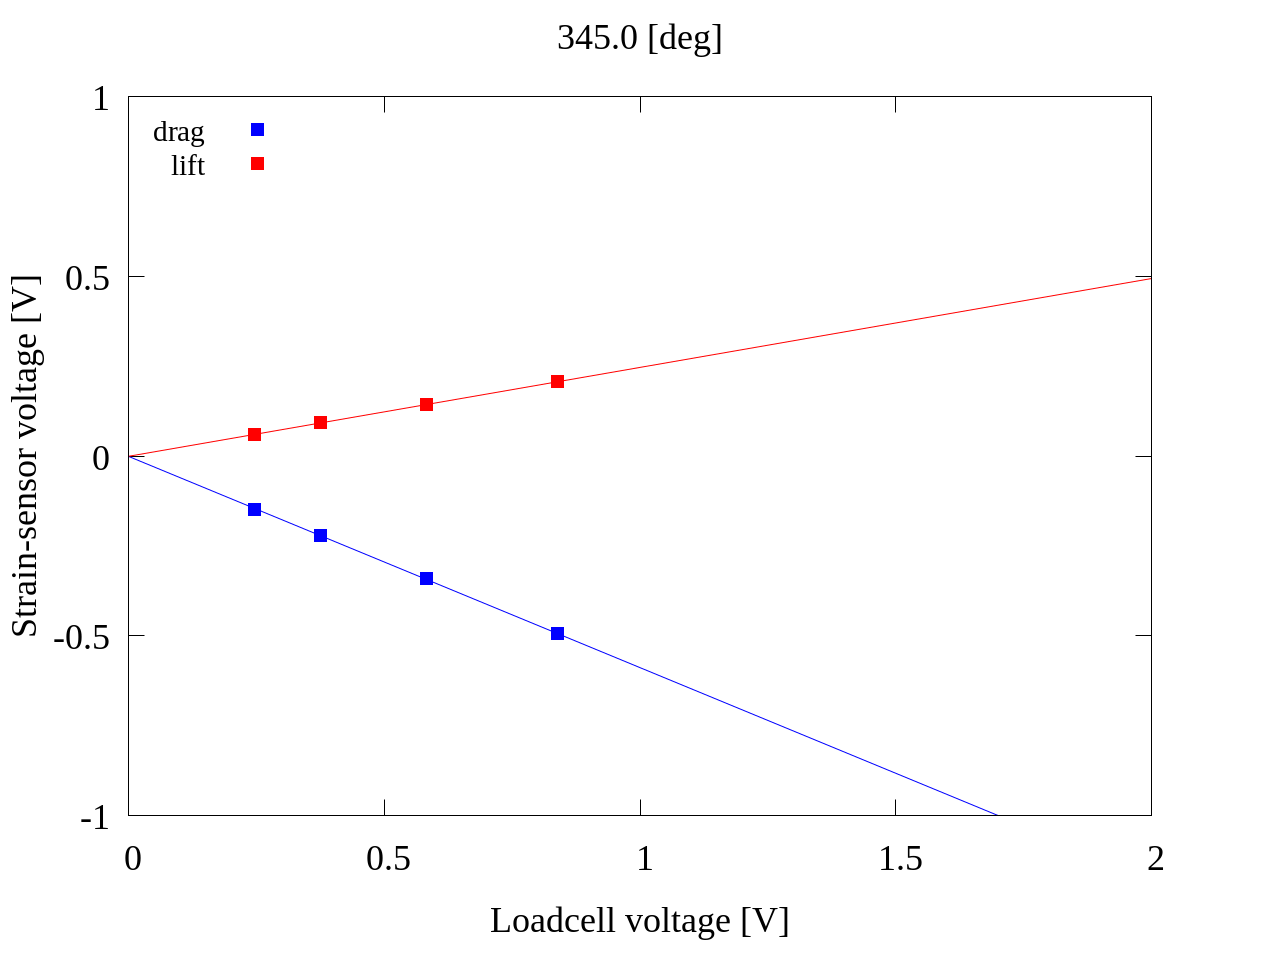 345.0 [deg]
1
drag
lift
0.5
0
-0.5
-1
Strain-sensor voltage [V]
0 0.5 1 1.5 2
Loadcell voltage [V]